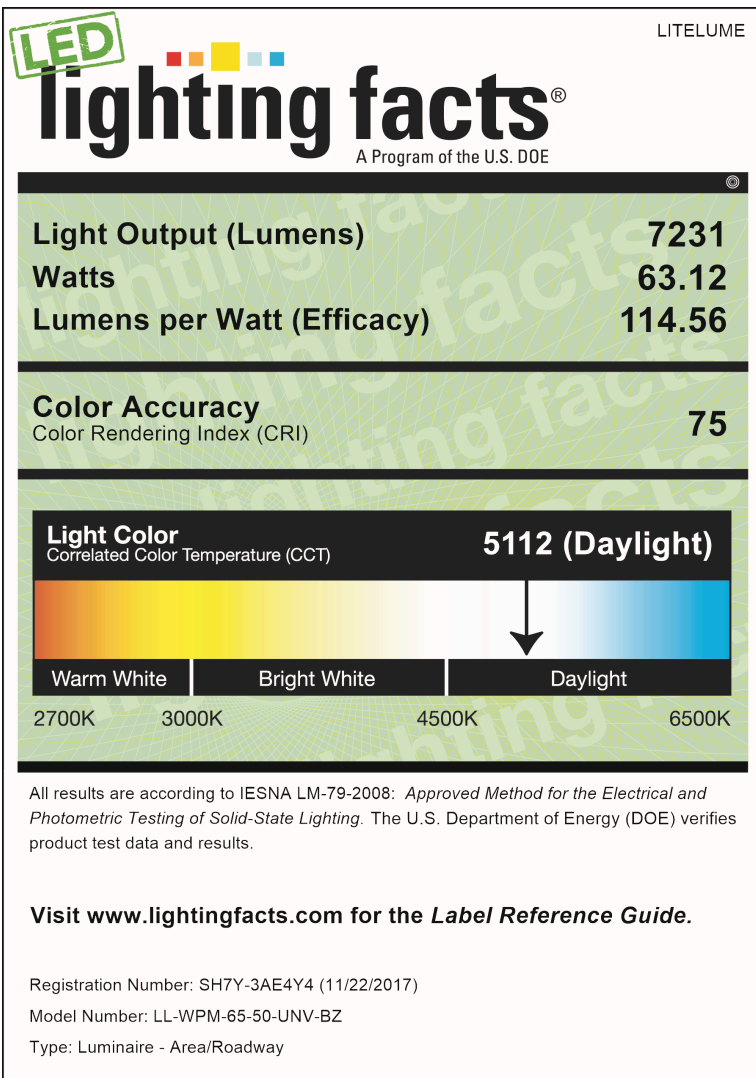 LITELUME
LED
lighting facts®
A Program of the U.S. DOE
Light Output (Lumens) 7231
Watts 63.12
Lumens per Watt (Efficacy) 114.56
Color Accuracy
Color Rendering Index (CRI) 75
Light Color
Correlated Color Temperature (CCT) 5112 (Daylight)
Warm White Bright White Daylight
2700K 3000K 4500K 6500K
All results are according to IESNA LM-79-2008: Approved Method for the Electrical and
Photometric Testing of Solid-State Lighting. The U.S. Department of Energy (DOE) verifies
product test data and results.
Visit www.lightingfacts.com for the Label Reference Guide.
Registration Number: SH7Y-3AE4Y4 (11/22/2017)
Model Number: LL-WPM-65-50-UNV-BZ
Type: Luminaire - Area/Roadway